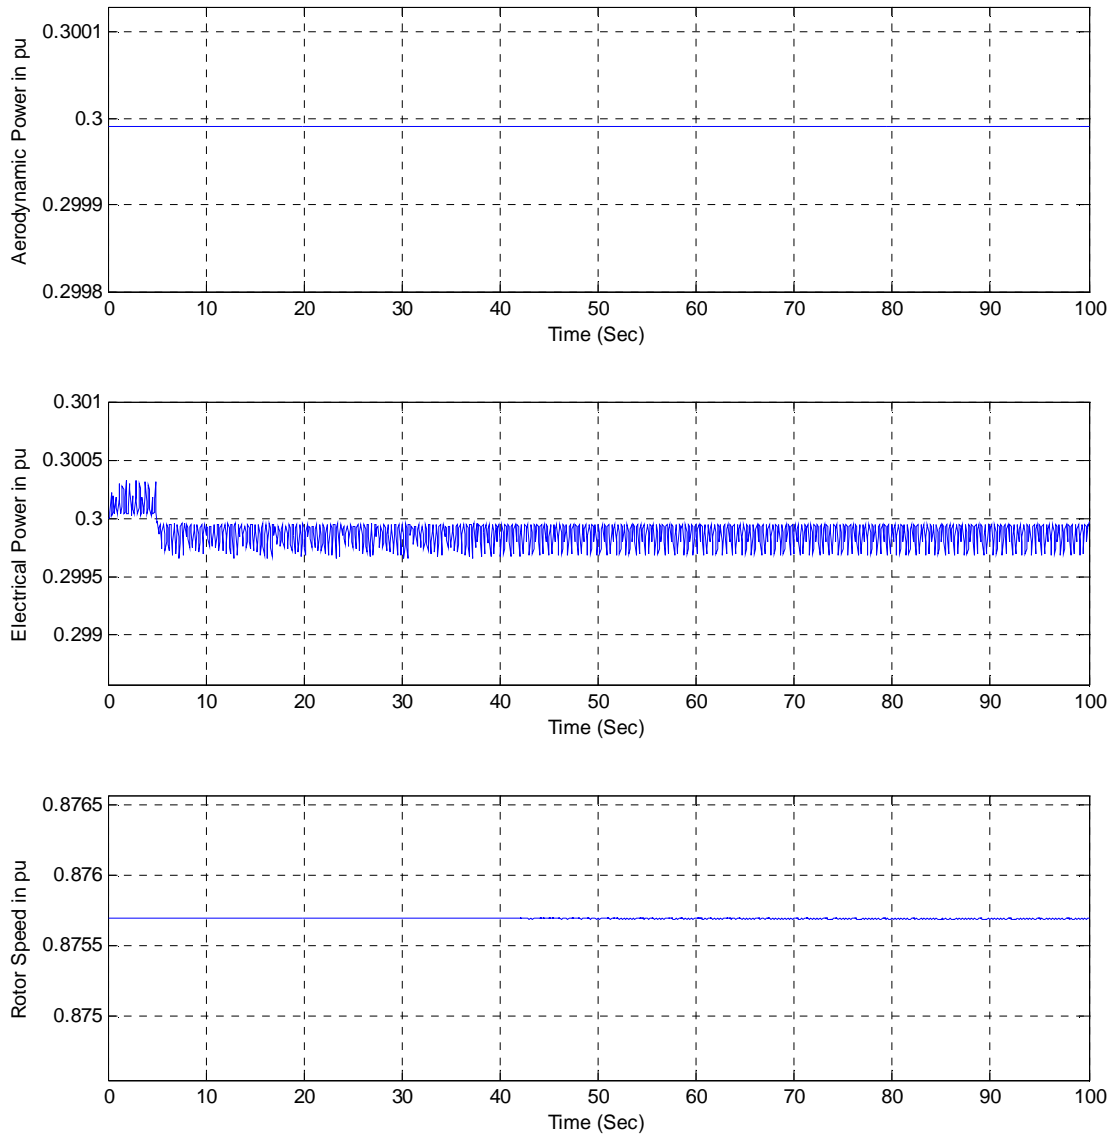 Aerodynamic Power in pu
0.3001
0.3
0.2999
0.2998
0 10 20 30 40 50 60 70 80 90 100
Time (Sec)
Electrical Power in pu
0.301
0.3005
0.3
0.2995
0.299
0 10 20 30 40 50 60 70 80 90 100
Time (Sec)
Rotor Speed in pu
0.8765
0.876
0.8755
0.875
0 10 20 30 40 50 60 70 80 90 100
Time (Sec)